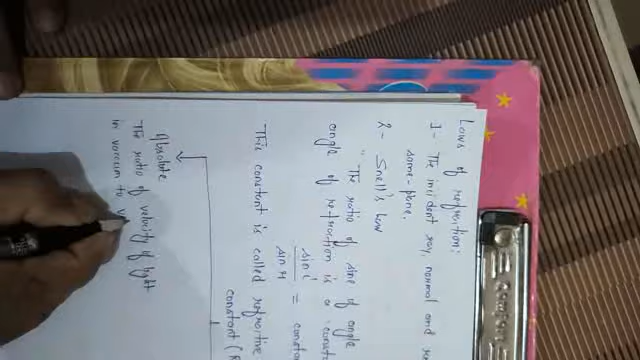 Laws of refraction:
1- The incident ray, normal and
same-plane.
2- Snell's law
"The ratio of sine of angle
angle of refraction is a
sin i / sin r = constan
This constant is called refractive
constant (R
Absolute
The ratio of velocity of light
in vaccum to v